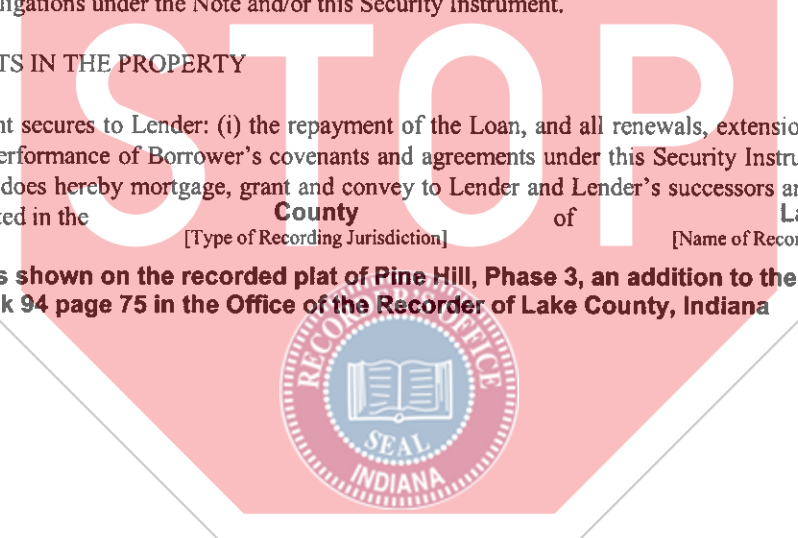 ligations under the Note and/or this Security Instrument.
TS IN THE PROPERTY
nt secures to Lender: (i) the repayment of the Loan, and all renewals, extensio
erformance of Borrower's covenants and agreements under this Security Instru
does hereby mortgage, grant and convey to Lender and Lender's successors an
ted in the County of La
[Type of Recording Jurisdiction] [Name of Recor
s shown on the recorded plat of Pine Hill, Phase 3, an addition to the
k 94 page 75 in the Office of the Recorder of Lake County, Indiana
STOP
RECORDER'S OFFICE
SEAL
INDIANA